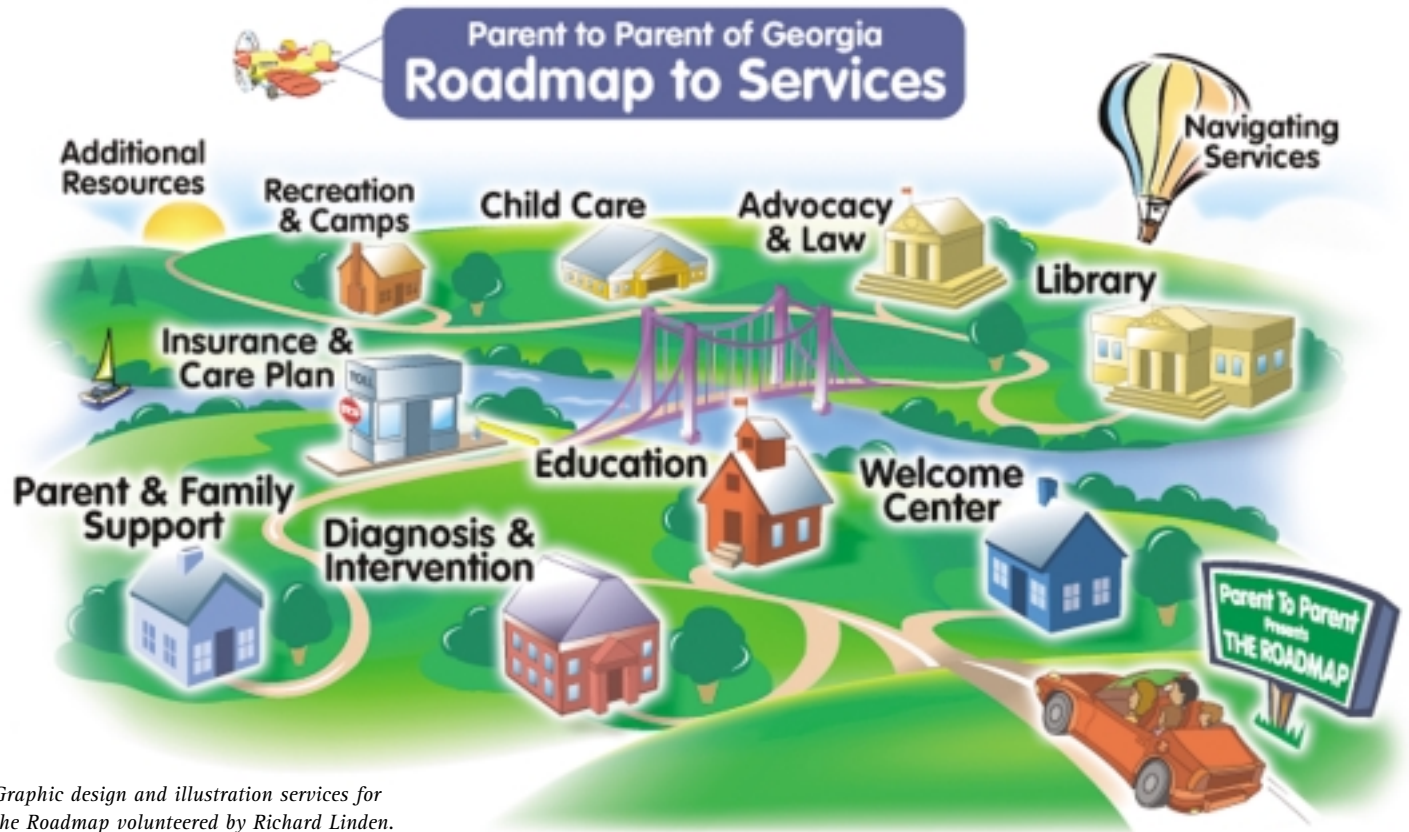 Parent to Parent of Georgia
Roadmap to Services
Navigating
Services
Additional
Resources
Recreation
& Camps
Child Care
Advocacy
& Law
Library
Insurance &
Care Plan
TOLL
STOP
Education
Welcome
Center
Parent & Family
Support
Diagnosis &
Intervention
Parent To Parent
Presents
THE ROADMAP
Graphic design and illustration services for
the Roadmap volunteered by Richard Linden.